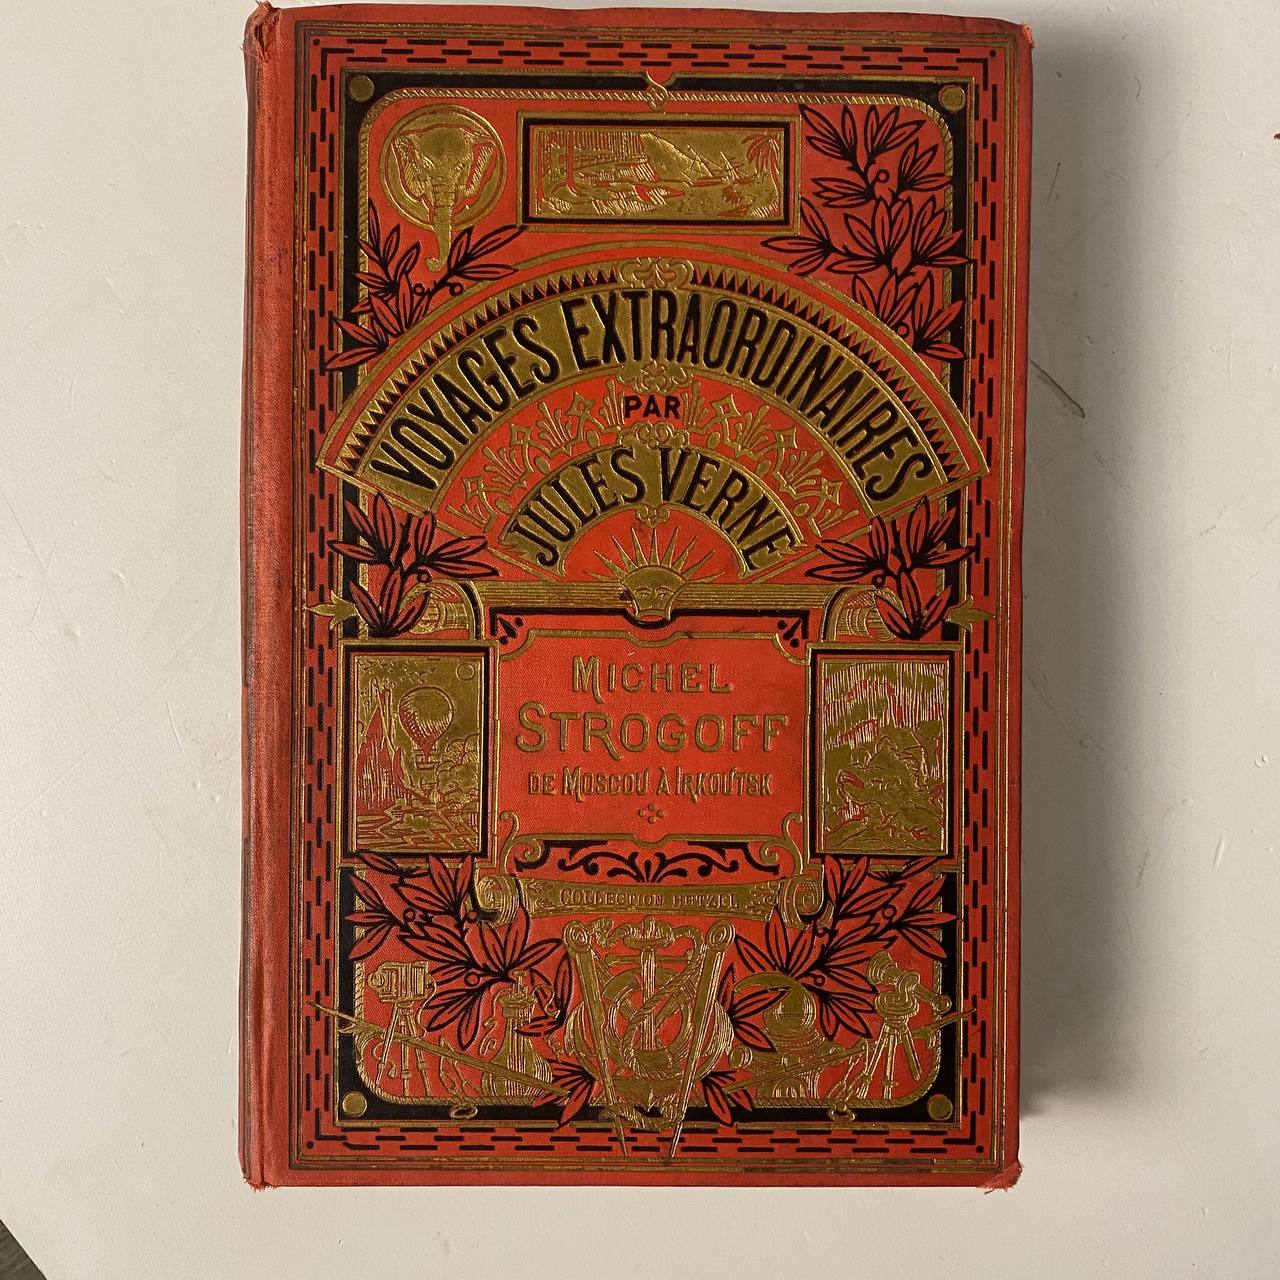 VOYAGES EXTRAORDINAIRES
PAR
JULES VERNE
MICHEL
STROGOFF
DE MOSCOU À IRKOUTSK
COLLECTION HETZEL